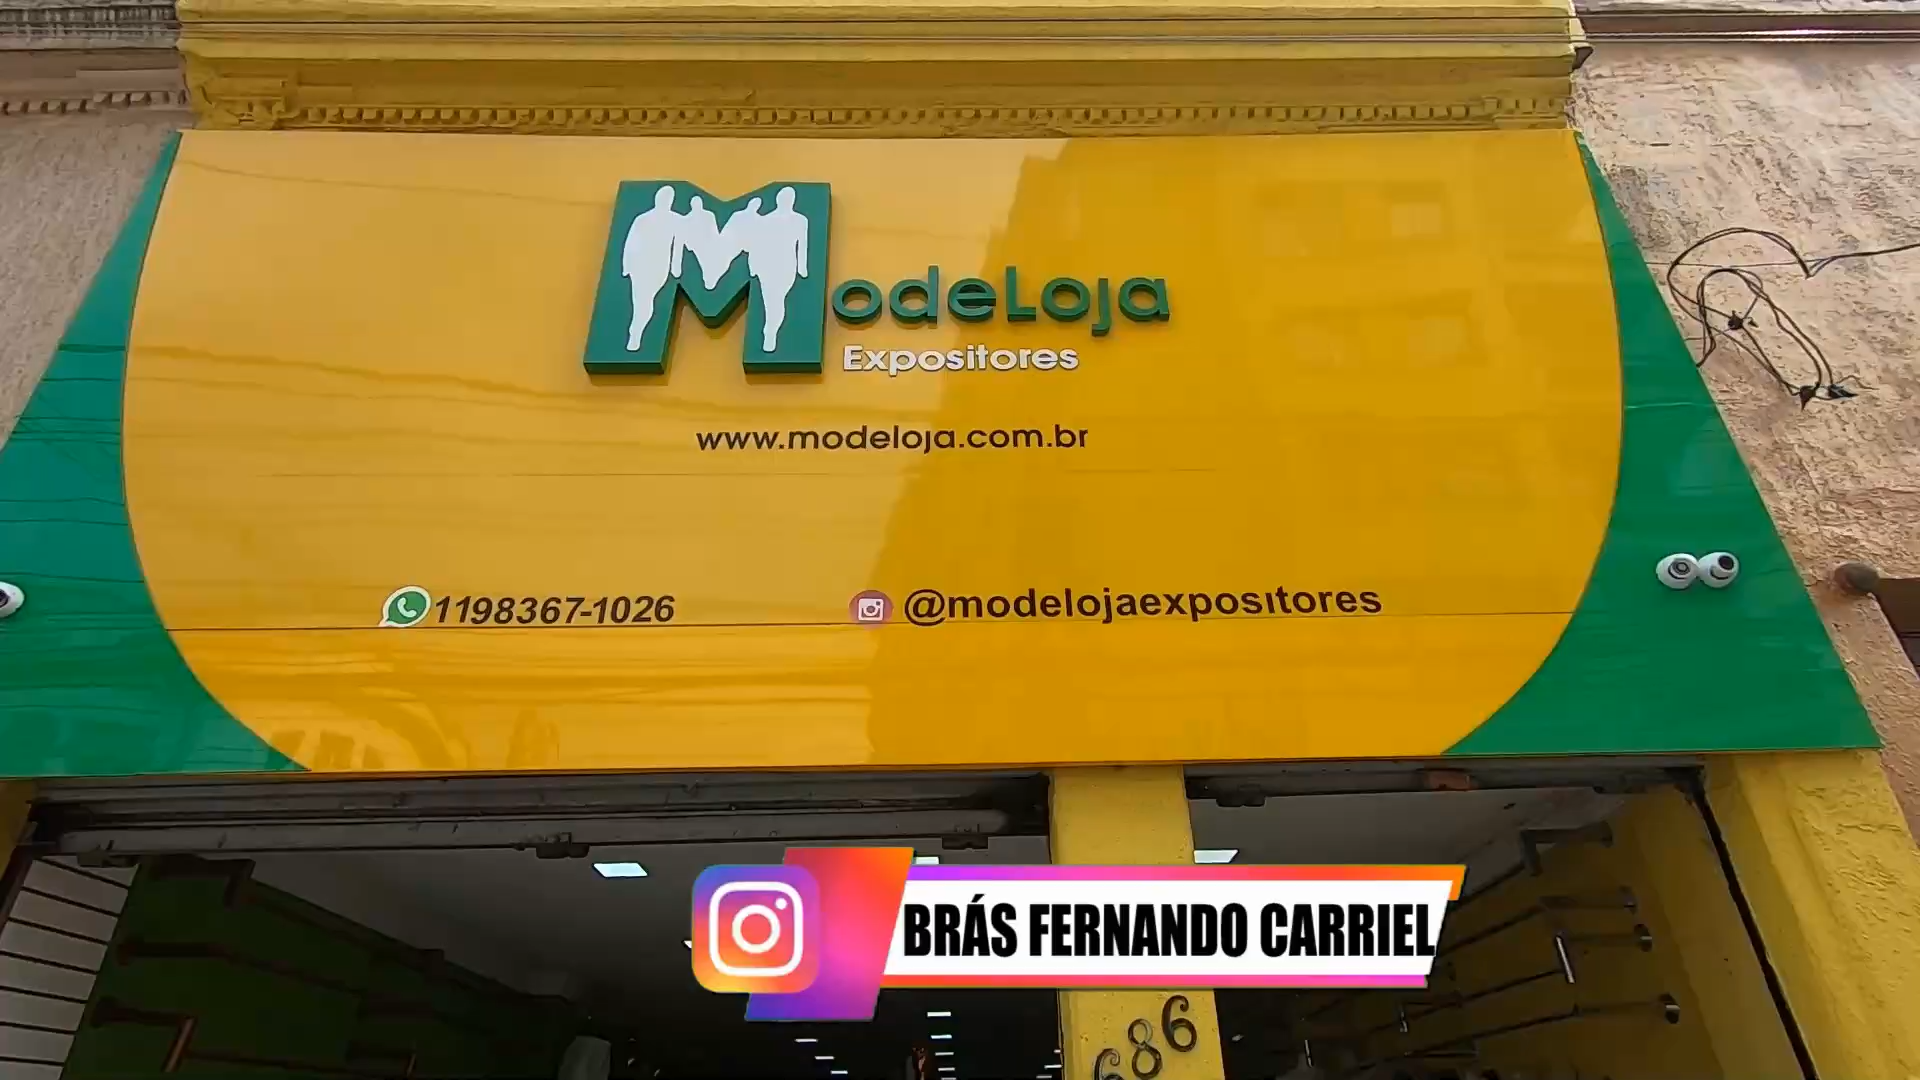 ModeLoja
Expositores
www.modeloja.com.br
1198367-1026 @modelojaexpositores
BRÁS FERNANDO CARRIEL
686